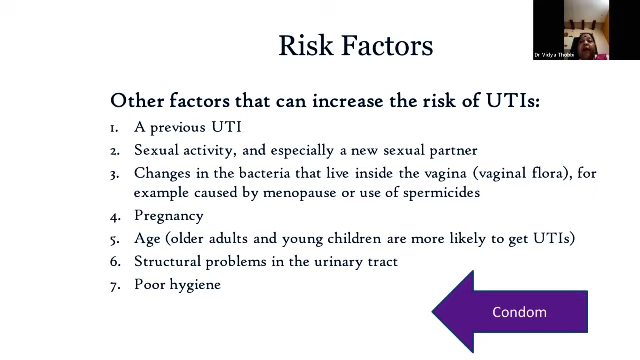 Risk Factors
Dr Vidya Thobbi
Other factors that can increase the risk of UTIs:
1. A previous UTI
2. Sexual activity, and especially a new sexual partner
3. Changes in the bacteria that live inside the vagina (vaginal flora), for
example caused by menopause or use of spermicides
4. Pregnancy
5. Age (older adults and young children are more likely to get UTIs)
6. Structural problems in the urinary tract
7. Poor hygiene
Condom